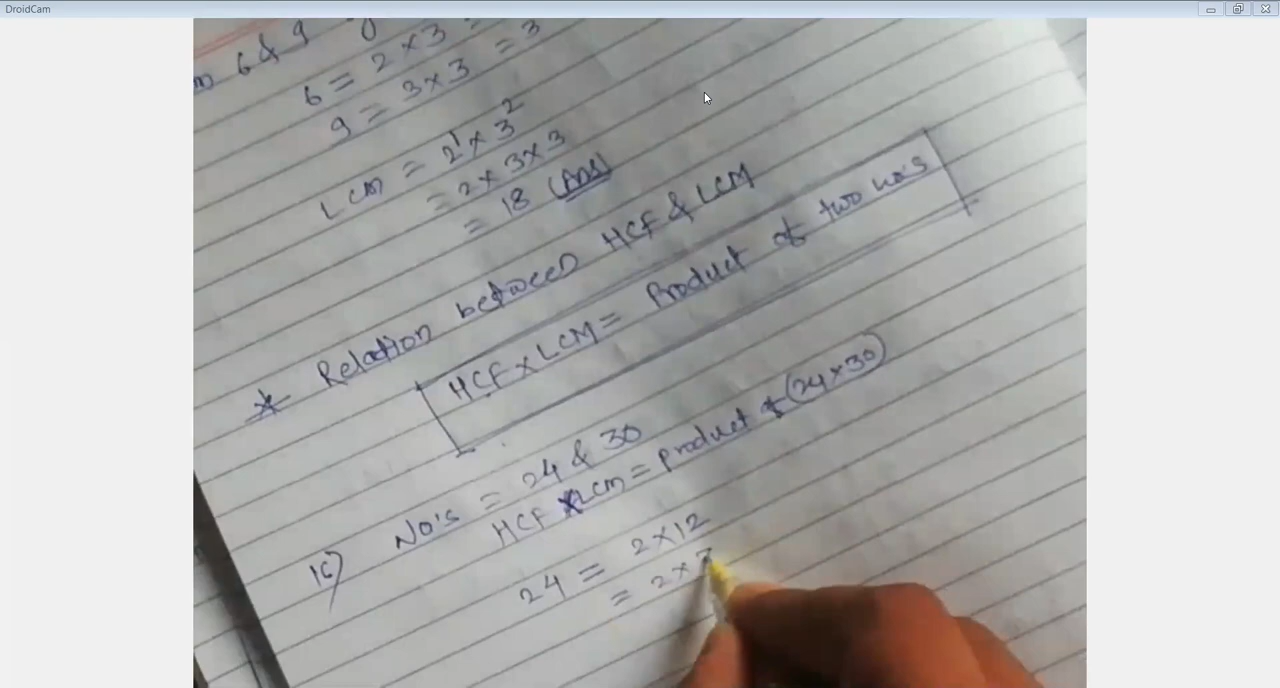 DroidCam
6 & 9
6 = 2 × 3 =
9 = 3 × 3 = 3
LCM = 2¹ × 3²
= 2 × 3 × 3
= 18 (Ans)
* Relation between HCF & LCM
HCF × LCM = Product of two no's
16) No's = 24 & 30
HCF × LCM = product of (24 × 30)
24 = 2 × 12
= 2 ×